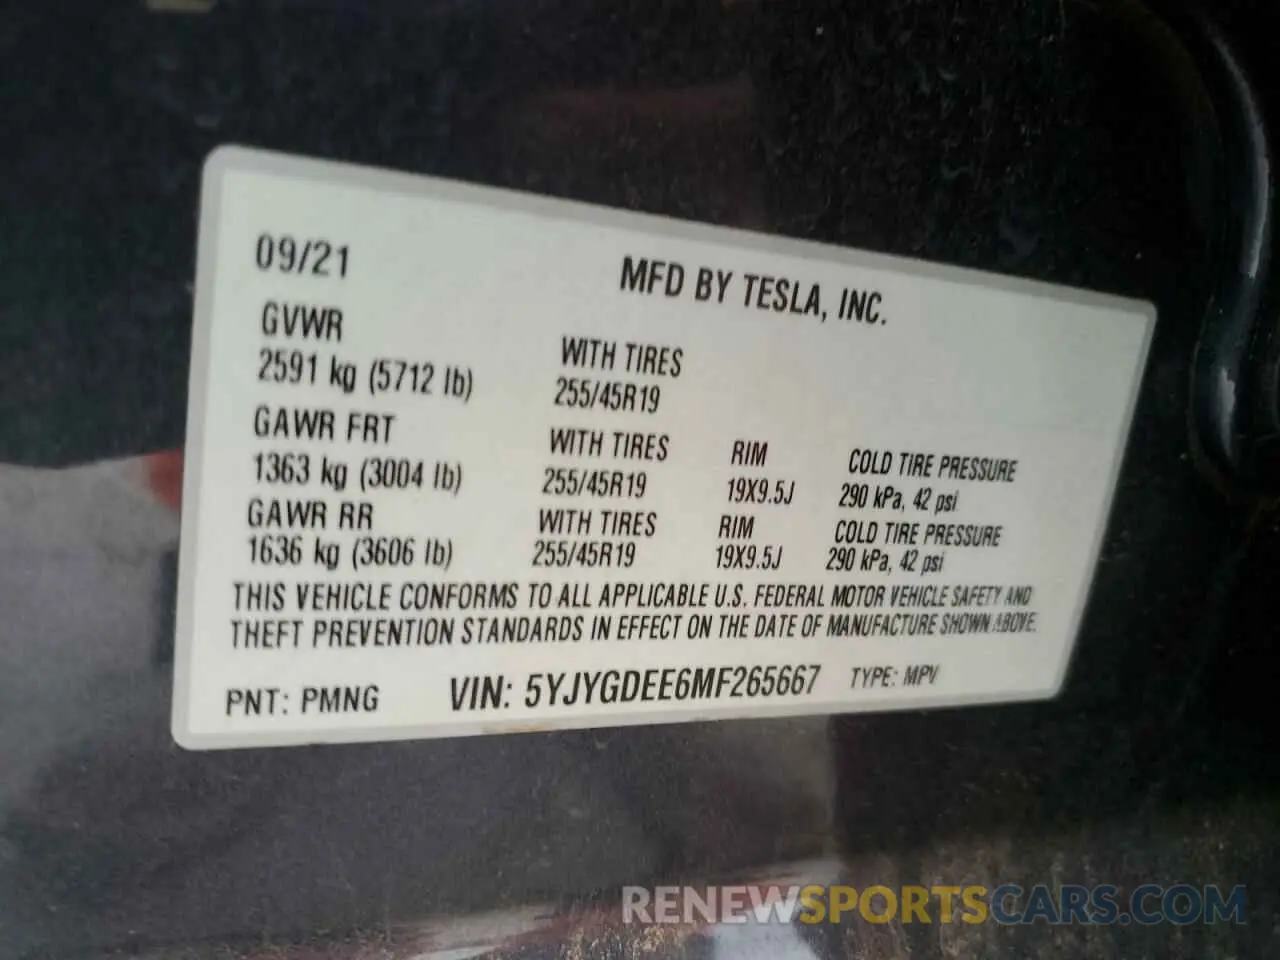 09/21
MFD BY TESLA, INC.
GVWR
2591 kg (5712 lb)
WITH TIRES
255/45R19
GAWR FRT
1363 kg (3004 lb)
WITH TIRES
255/45R19
RIM
19X9.5J
COLD TIRE PRESSURE
290 kPa, 42 psi
GAWR RR
1636 kg (3606 lb)
WITH TIRES
255/45R19
RIM
19X9.5J
COLD TIRE PRESSURE
290 kPa, 42 psi
THIS VEHICLE CONFORMS TO ALL APPLICABLE U.S. FEDERAL MOTOR VEHICLE SAFETY AND
THEFT PREVENTION STANDARDS IN EFFECT ON THE DATE OF MANUFACTURE SHOWN ABOVE.
PNT: PMNG
VIN: 5YJYGDEE6MF265667
TYPE: MPV
RENEWSPORTSCARS.COM